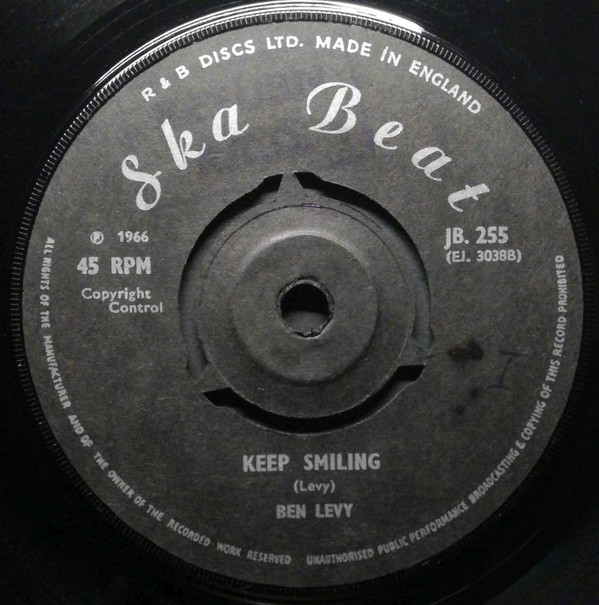 R & B DISCS LTD. MADE IN ENGLAND
Ska Beat
℗ 1966
45 RPM
Copyright
Control
JB. 255
(EJ. 3038B)
KEEP SMILING
(Levy)
BEN LEVY
ALL RIGHTS OF THE MANUFACTURER AND OF THE OWNER OF THE RECORDED WORK RESERVED UNAUTHORISED PUBLIC PERFORMANCE BROADCASTING & COPYING OF THIS RECORD PROHIBITED